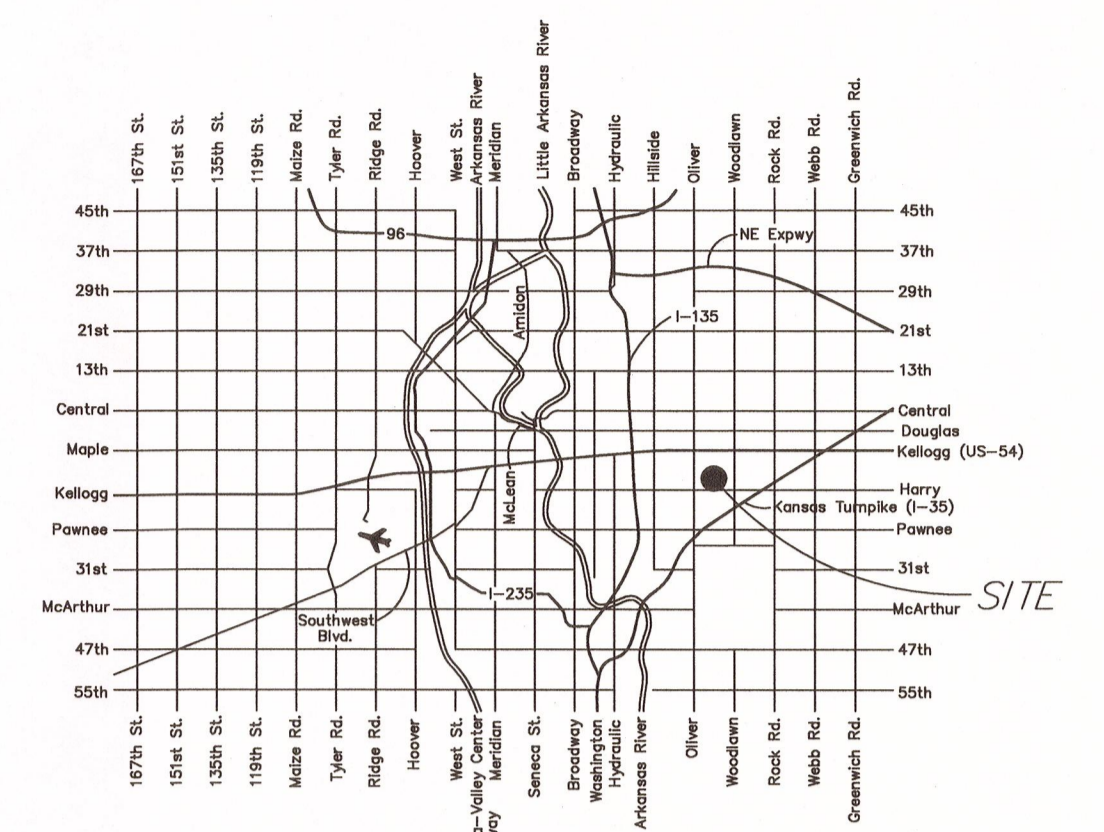 167th St.
151st St.
135th St.
119th St.
Maize Rd.
Tyler Rd.
Ridge Rd.
Hoover
West St.
Arkansas River
Meridian
Little Arkansas River
Broadway
Hydraulic
Hillside
Oliver
Woodlawn
Rock Rd.
Webb Rd.
Greenwich Rd.
45th
45th
96
NE Expwy
37th
37th
29th
29th
Amidon
I-135
21st
21st
13th
13th
Central
Central
Douglas
Maple
Kellogg (US-54)
McLean
Kellogg
Harry
Kansas Turnpike (I-35)
Pawnee
Pawnee
31st
31st
I-235
SITE
McArthur
McArthur
Southwest
Blvd.
47th
47th
55th
55th
167th St.
151st St.
135th St.
119th St.
Maize Rd.
Tyler Rd.
Ridge Rd.
Hoover
West St.
a-Valley Center
way
Meridian
Seneca St.
Broadway
Washington
Hydraulic
Arkansas River
Oliver
Woodlawn
Rock Rd.
Webb Rd.
Greenwich Rd.